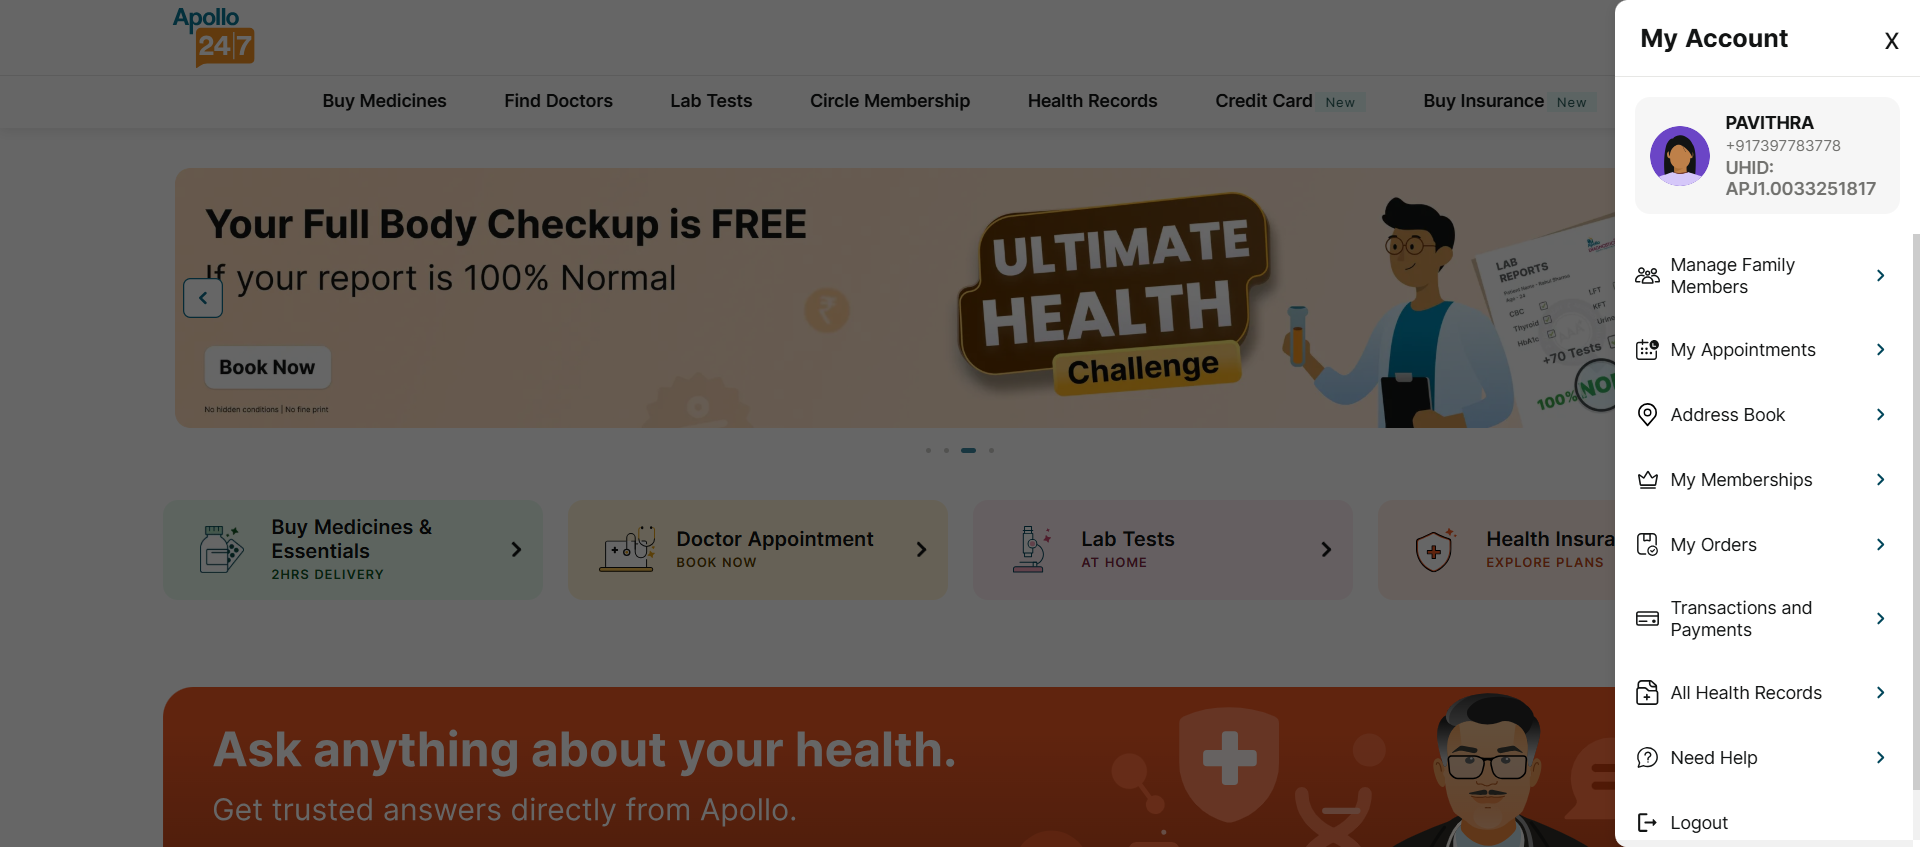 Apollo
24|7
Buy Medicines
Find Doctors
Lab Tests
Circle Membership
Health Records
Credit Card New
Buy Insurance New
Your Full Body Checkup is FREE
If your report is 100% Normal
Book Now
No hidden conditions | No fine print
ULTIMATE
HEALTH
Challenge
LAB
REPORTS
CBC
Thyroid
HbA1c
LFT
KFT
+70 Tests
100%
Buy Medicines &
Essentials
2HRS DELIVERY
Doctor Appointment
BOOK NOW
Lab Tests
AT HOME
Health Insura
EXPLORE PLANS
Ask anything about your health.
Get trusted answers directly from Apollo.
My Account
X
PAVITHRA
+917397783778
UHID:
APJ1.0033251817
Manage Family
Members
My Appointments
Address Book
My Memberships
My Orders
Transactions and
Payments
All Health Records
Need Help
Logout